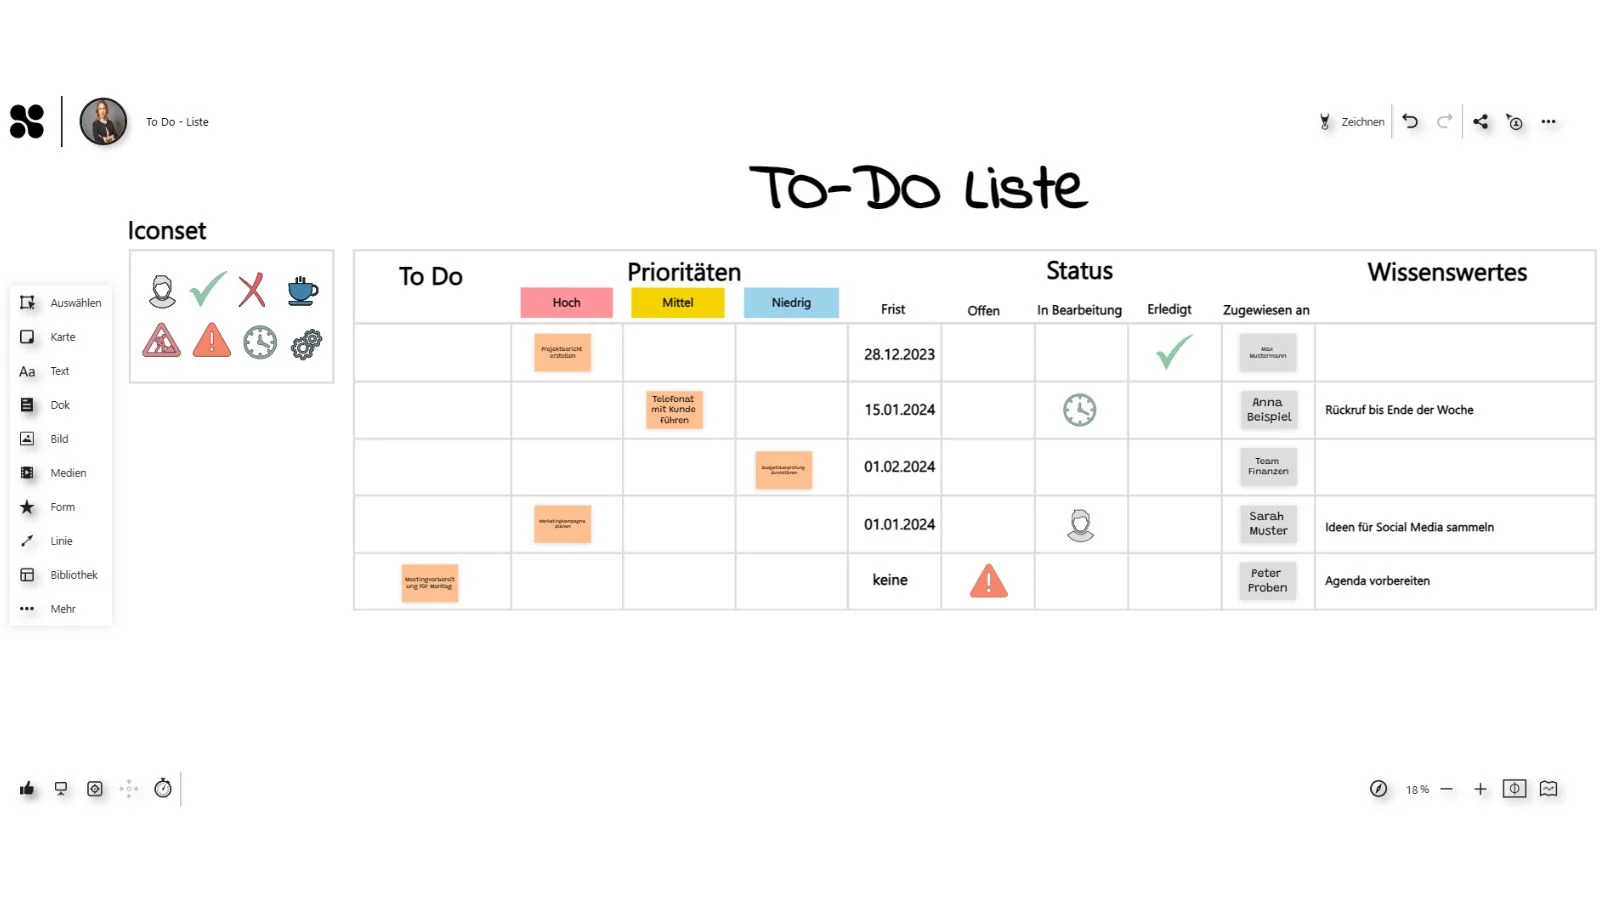 To Do - Liste
Zeichnen
To-Do Liste
Iconset
Auswählen
Karte
Aa Text
Dok
Bild
Medien
Form
Linie
Bibliothek
Mehr
To Do
Prioritäten
Status
Wissenswertes
Hoch
Mittel
Niedrig
Frist
Offen
In Bearbeitung
Erledigt
Zugewiesen an
Projektbericht
erstellen
28.12.2023
Max
Mustermann
Telefonat
mit Kunde
führen
15.01.2024
Anna
Beispiel
Rückruf bis Ende der Woche
Budgetüberprüfung
durchführen
01.02.2024
Team
Finanzen
Marketingkampagne
planen
01.01.2024
Sarah
Muster
Ideen für Social Media sammeln
Meetingvorbereit
ung für Montag
keine
Peter
Proben
Agenda vorbereiten
18 %